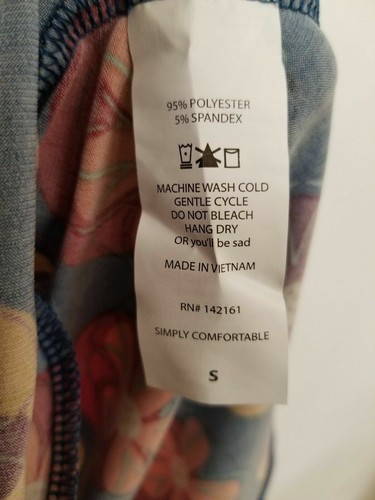 95% POLYESTER
5% SPANDEX
MACHINE WASH COLD
GENTLE CYCLE
DO NOT BLEACH
HANG DRY
OR you'll be sad
MADE IN VIETNAM
RN# 142161
SIMPLY COMFORTABLE
S